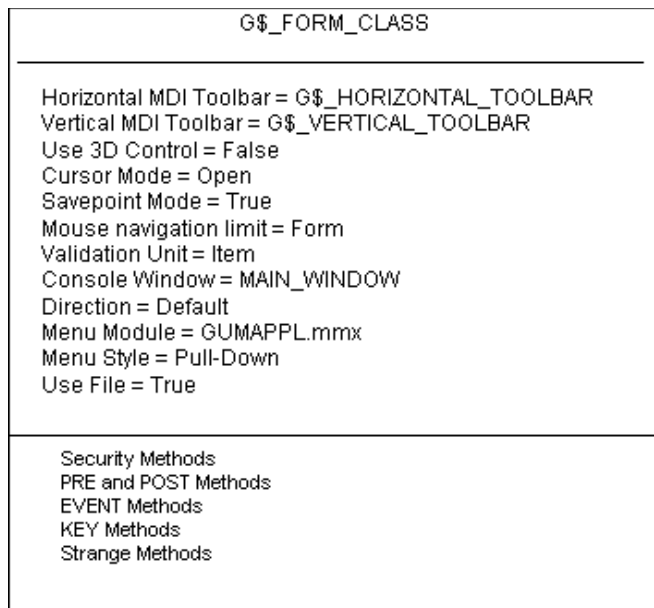 G$_FORM_CLASS
Horizontal MDI Toolbar = G$_HORIZONTAL_TOOLBAR
Vertical MDI Toolbar = G$_VERTICAL_TOOLBAR
Use 3D Control = False
Cursor Mode = Open
Savepoint Mode = True
Mouse navigation limit = Form
Validation Unit = Item
Console Window = MAIN_WINDOW
Direction = Default
Menu Module = GUMAPPL.mmx
Menu Style = Pull-Down
Use File = True
Security Methods
PRE and POST Methods
EVENT Methods
KEY Methods
Strange Methods